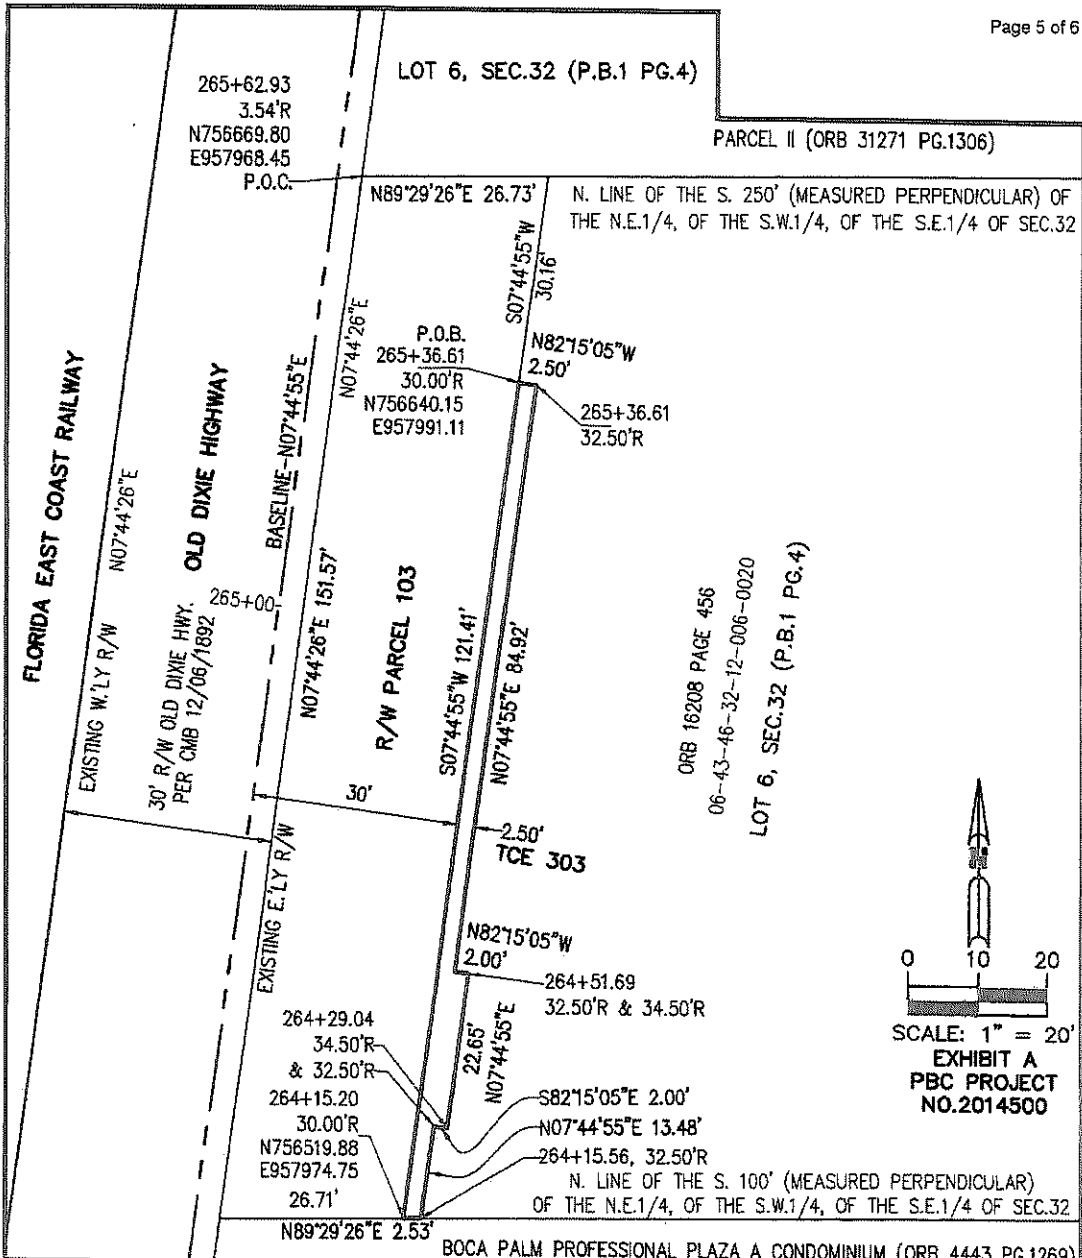 Page 5 of 6
LOT 6, SEC.32 (P.B.1 PG.4)
265+62.93
3.54'R
N756669.80
E957968.45
P.O.C.
PARCEL II (ORB 31271 PG.1306)
N89°29'26"E 26.73'
N. LINE OF THE S. 250' (MEASURED PERPENDICULAR) OF
THE N.E.1/4, OF THE S.W.1/4, OF THE S.E.1/4 OF SEC.32
S07°44'55"W
30.16'
N07°44'26"E
P.O.B.
265+36.61
30.00'R
N756640.15
E957991.11
N82°15'05"W
2.50'
265+36.61
32.50'R
FLORIDA EAST COAST RAILWAY
N07°44'26"E
EXISTING W.'LY R/W
OLD DIXIE HIGHWAY
BASELINE-N07°44'55"E
265+00
30' R/W OLD DIXIE HWY.
PER CMB 12/06/1892
N07°44'26"E 151.57'
R/W PARCEL 103
S07°44'55"W 121.41'
N07°44'55"E 84.92'
ORB 16208 PAGE 456
06-43-46-32-12-006-0020
LOT 6, SEC.32 (P.B.1 PG.4)
30'
2.50'
TCE 303
EXISTING E.'LY R/W
N82°15'05"W
2.00'
264+51.69
32.50'R & 34.50'R
22.65'
N07°44'55"E
264+29.04
34.50'R
& 32.50'R
264+15.20
30.00'R
N756519.88
E957974.75
26.71'
S82°15'05"E 2.00'
N07°44'55"E 13.48'
264+15.56, 32.50'R
N. LINE OF THE S. 100' (MEASURED PERPENDICULAR)
OF THE N.E.1/4, OF THE S.W.1/4, OF THE S.E.1/4 OF SEC.32
N89°29'26"E 2.53'
BOCA PALM PROFESSIONAL PLAZA A CONDOMINIUM (ORB 4443 PG.1269)
N
0 10 20
SCALE: 1" = 20'
EXHIBIT A
PBC PROJECT
NO.2014500